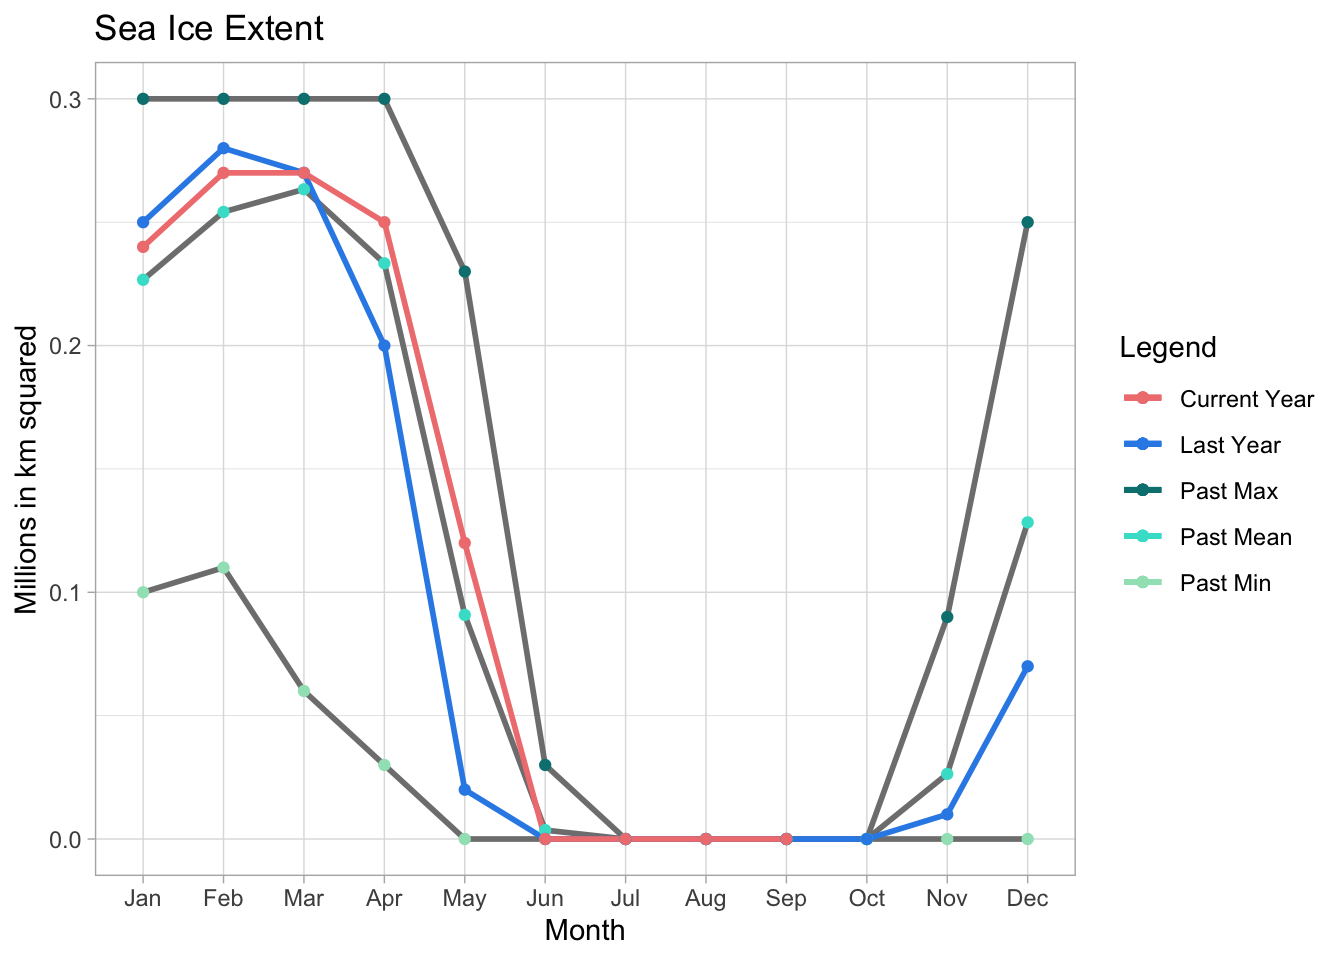 Sea Ice Extent
0.3
0.2
0.1
0.0
Millions in km squared
Jan Feb Mar Apr May Jun Jul Aug Sep Oct Nov Dec
Month
Legend
Current Year
Last Year
Past Max
Past Mean
Past Min